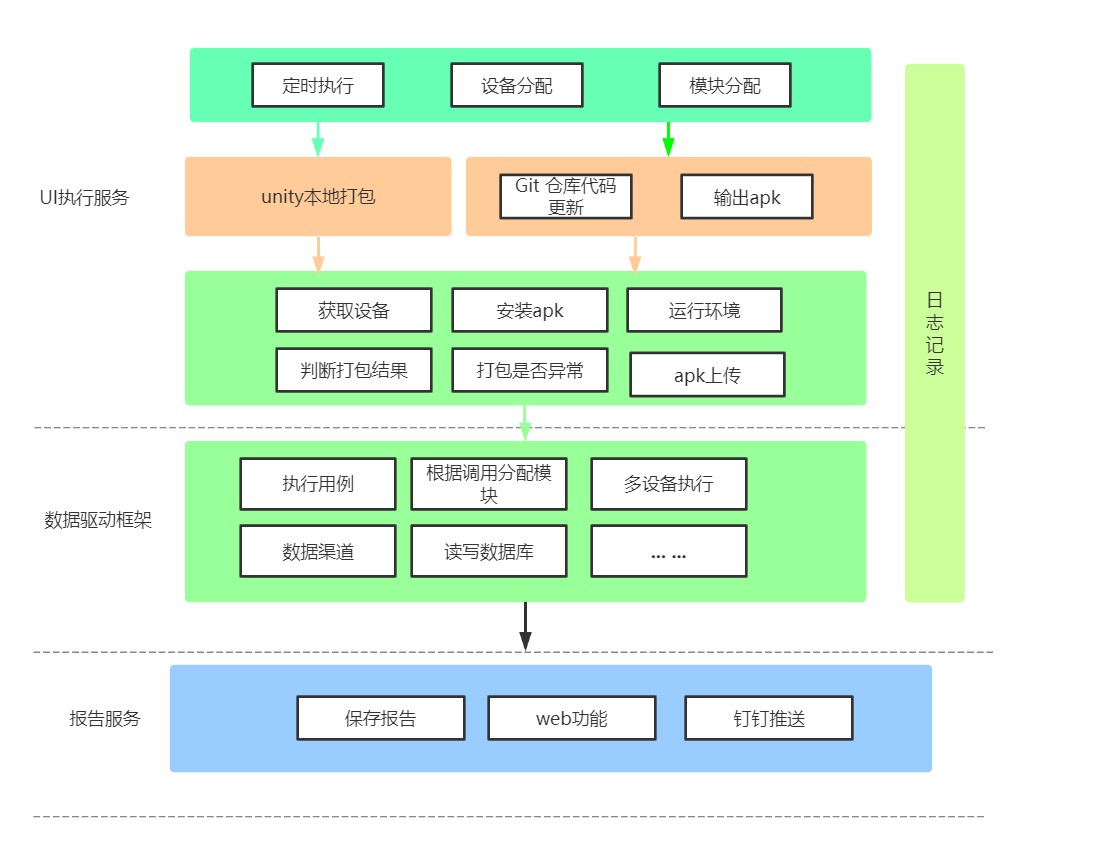 定时执行
设备分配
模块分配
UI执行服务
unity本地打包
Git 仓库代码
更新
输出apk
获取设备
安装apk
运行环境
判断打包结果
打包是否异常
apk上传
日
志
记
录
数据驱动框架
执行用例
根据调用分配模
块
多设备执行
数据渠道
读写数据库
... ...
报告服务
保存报告
web功能
钉钉推送